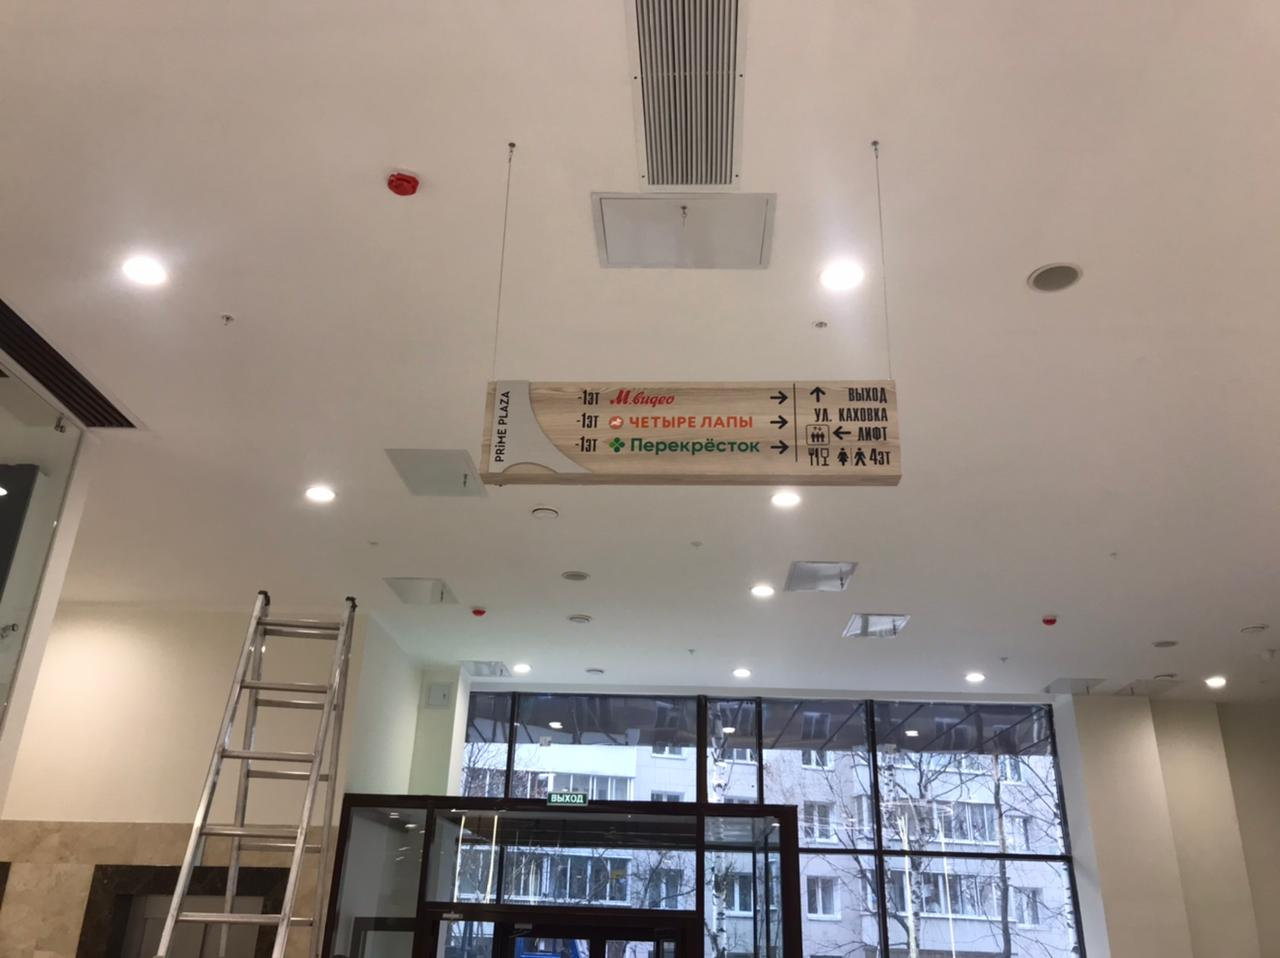 PRiME PLAZA
-1ЭТ М.видео
-1ЭТ ЧЕТЫРЕ ЛАПЫ
-1ЭТ Перекрёсток
ВЫХОД
УЛ. КАХОВКА
ЛИФТ
4ЭТ
ВЫХОД